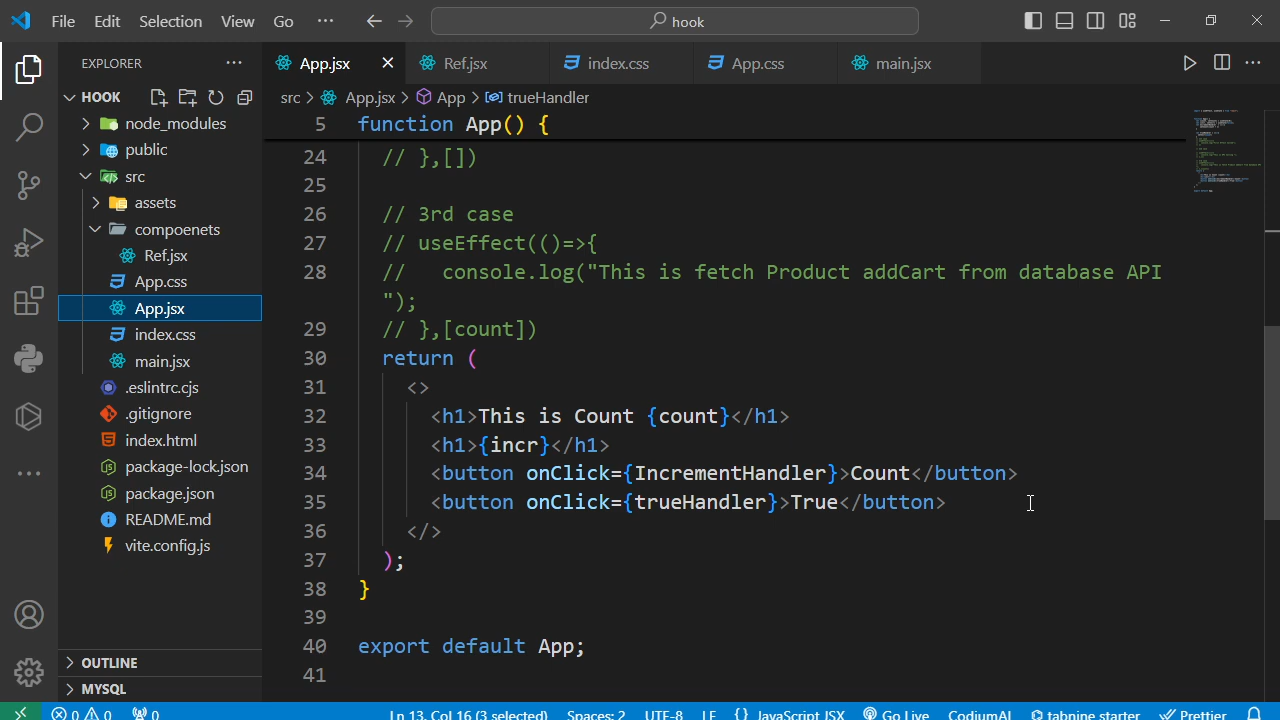 File Edit Selection View Go ··· hook
EXPLORER ···
App.jsx Ref.jsx index.css App.css main.jsx
HOOK
src > App.jsx > App > trueHandler
node_modules
public
src
assets
compoenets
Ref.jsx
App.css
App.jsx
index.css
main.jsx
.eslintrc.cjs
.gitignore
index.html
package-lock.json
package.json
README.md
vite.config.js
OUTLINE
MYSQL
5 function App() {
24 // },[])
25
26 // 3rd case
27 // useEffect(()=>{
28 //   console.log("This is fetch Product addCart from database API
");
29 // },[count])
30 return (
31 <>
32 <h1>This is Count {count}</h1>
33 <h1>{incr}</h1>
34 <button onClick={IncrementHandler}>Count</button>
35 <button onClick={trueHandler}>True</button>
36 </>
37 );
38 }
39
40 export default App;
41
0 0 0 Ln 13, Col 16 (3 selected) Spaces: 2 UTF-8 LF {} JavaScript JSX Go Live CodiumAI tabnine starter Prettier